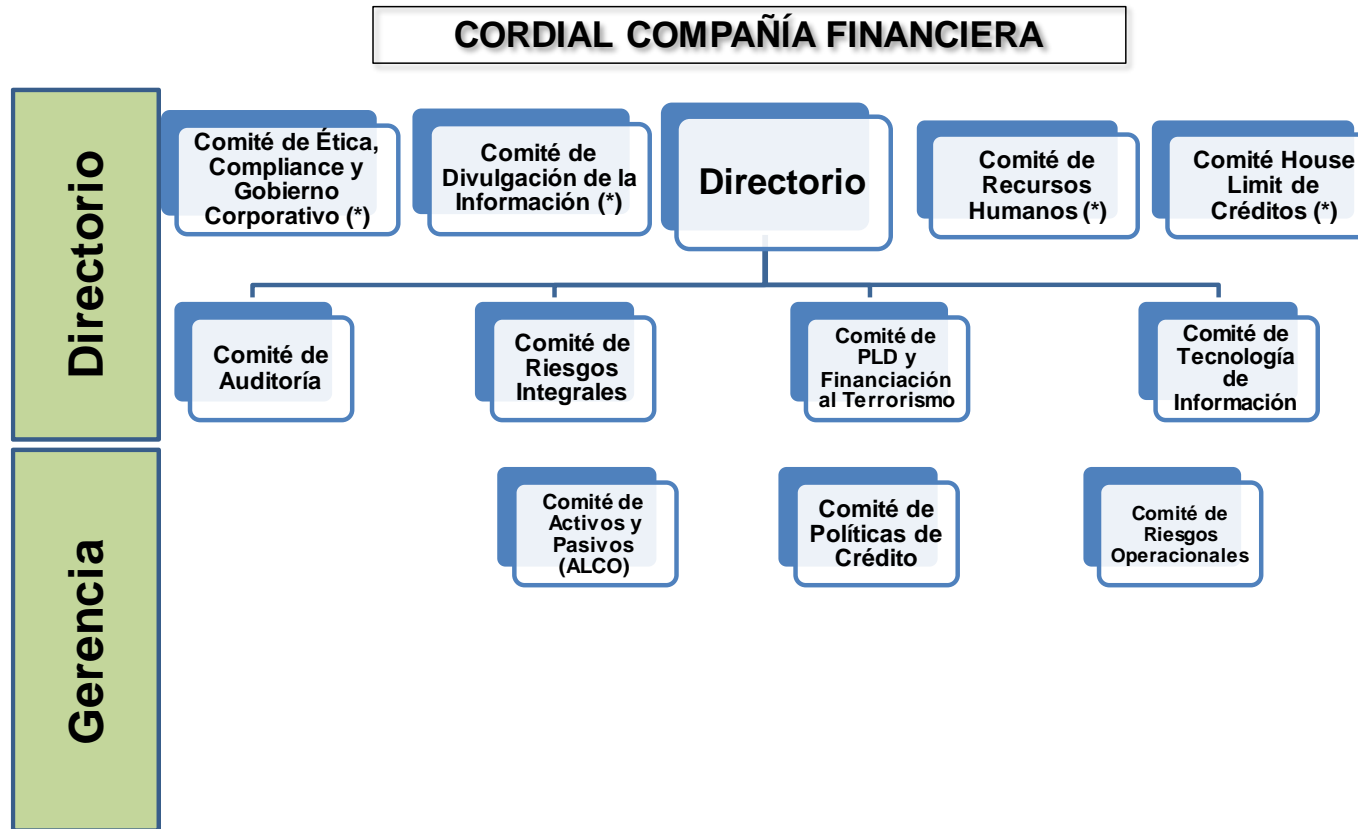 CORDIAL COMPAÑÍA FINANCIERA
Directorio
Comité de Ética,
Compliance y
Gobierno
Corporativo (*)
Comité de
Divulgación de la
Información (*)
Directorio
Comité de
Recursos
Humanos (*)
Comité House
Limit de
Créditos (*)
Comité de
Auditoría
Comité de
Riesgos
Integrales
Comité de
PLD y
Financiación
al Terrorismo
Comité de
Tecnología
de
Información
Gerencia
Comité de
Activos y
Pasivos
(ALCO)
Comité de
Políticas de
Crédito
Comité de
Riesgos
Operacionales